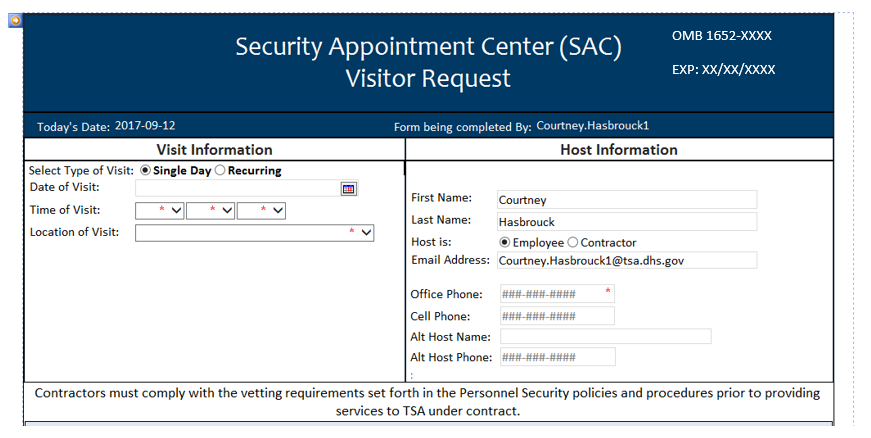 Security Appointment Center (SAC)
Visitor Request
OMB 1652-XXXX
EXP: XX/XX/XXXX
Today's Date: 2017-09-12
Form being completed By: Courtney.Hasbrouck1
Visit Information
Select Type of Visit: Single Day Recurring
Date of Visit:
Time of Visit: * * *
Location of Visit: *
Host Information
First Name: Courtney
Last Name: Hasbrouck
Host is: Employee Contractor
Email Address: Courtney.Hasbrouck1@tsa.dhs.gov
Office Phone: ###-###-#### *
Cell Phone: ###-###-####
Alt Host Name:
Alt Host Phone: ###-###-####
:
Contractors must comply with the vetting requirements set forth in the Personnel Security policies and procedures prior to providing
services to TSA under contract.